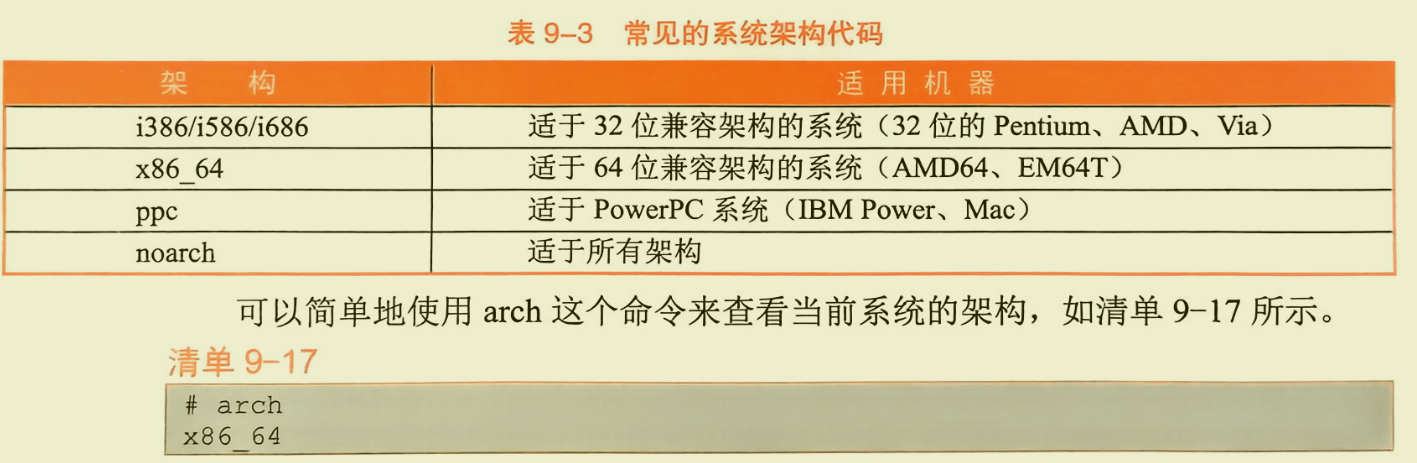 表 9-3 常见的系统架构代码
架 构 适 用 机 器
i386/i586/i686 适于 32 位兼容架构的系统（32 位的 Pentium、AMD、Via）
x86_64 适于 64 位兼容架构的系统（AMD64、EM64T）
ppc 适于 PowerPC 系统（IBM Power、Mac）
noarch 适于所有架构
可以简单地使用 arch 这个命令来查看当前系统的架构，如清单 9-17 所示。
清单 9-17
# arch
x86_64